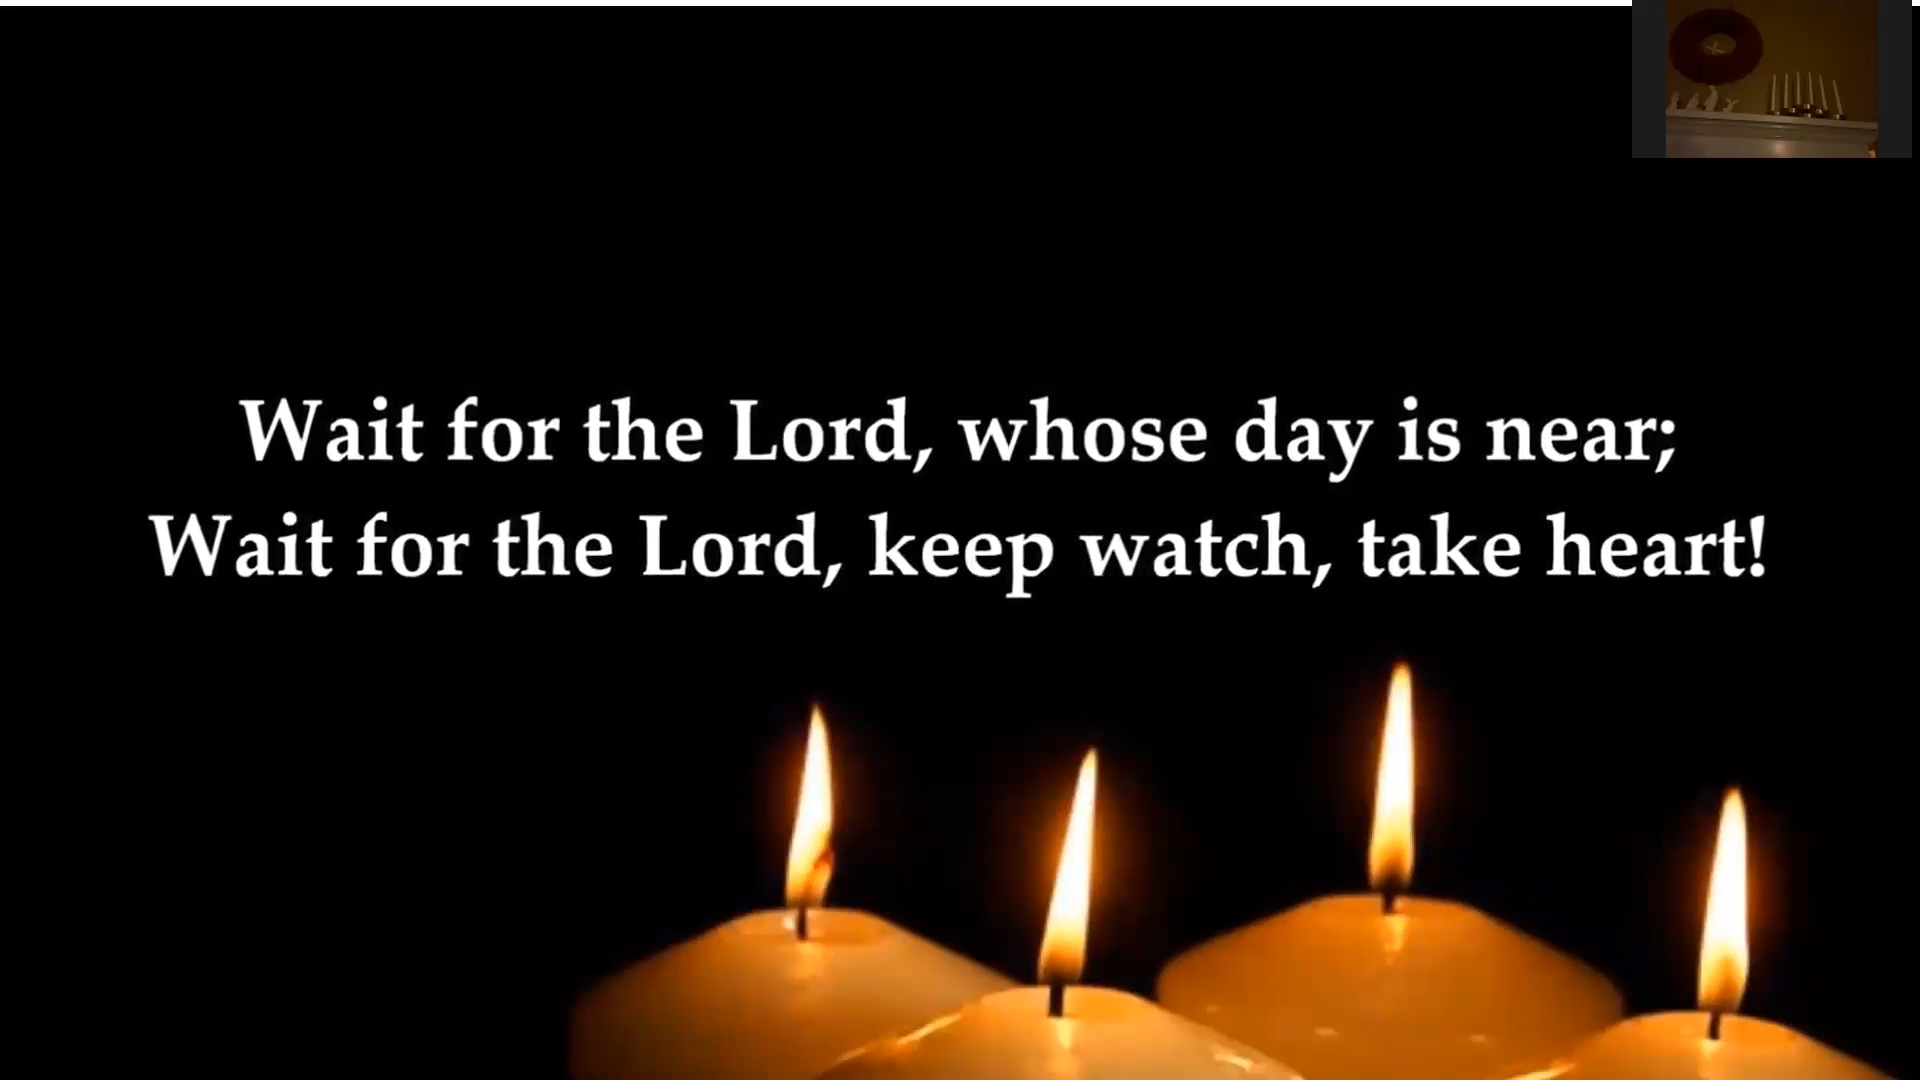 Wait for the Lord, whose day is near;
Wait for the Lord, keep watch, take heart!